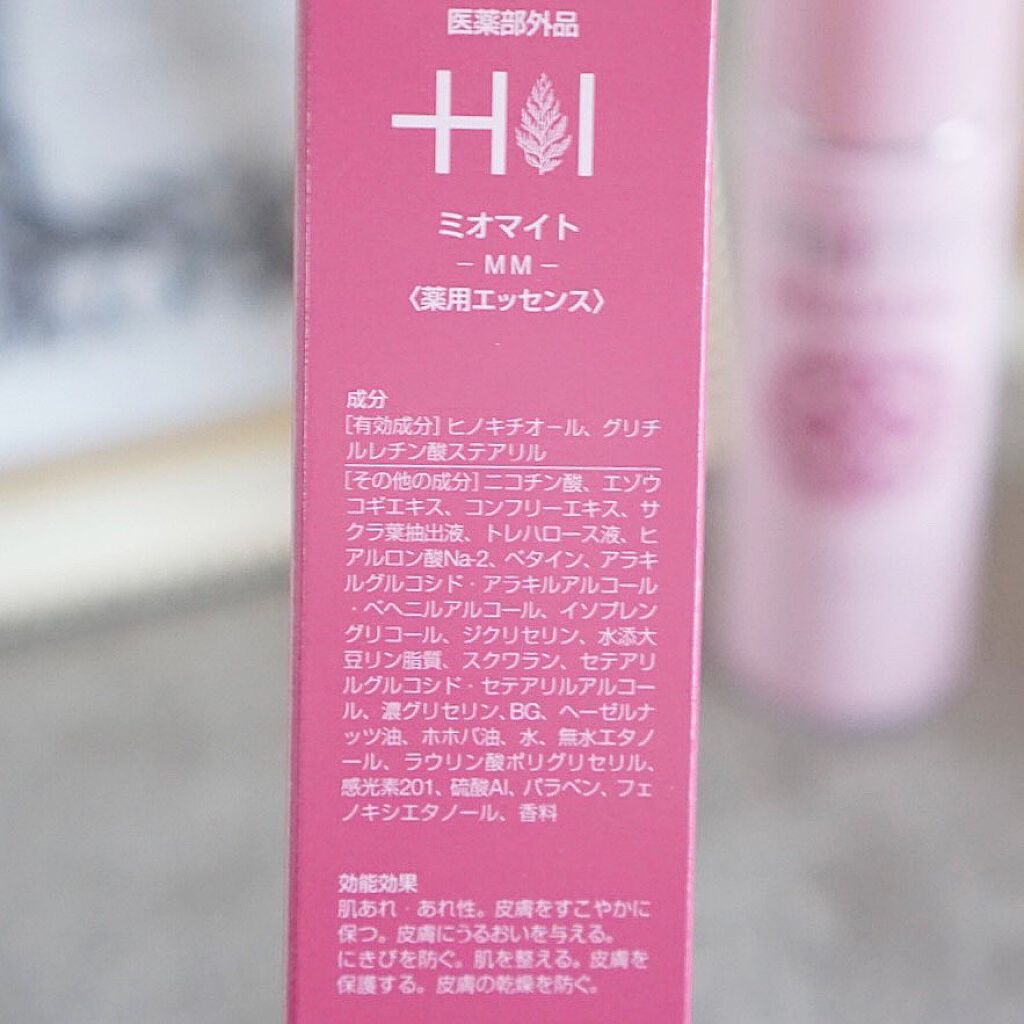 医薬部外品
HI
ミオマイト
– MM –
〈薬用エッセンス〉
成分
[有効成分]ヒノキチオール、グリチ
ルレチン酸ステアリル
[その他の成分]ニコチン酸、エゾウ
コギエキス、コンフリーエキス、サ
クラ葉抽出液、トレハロース液、ヒ
アルロン酸Na-2、ベタイン、アラキ
ルグルコシド・アラキルアルコール
・ベヘニルアルコール、イソプレン
グリコール、ジグリセリン、水添大
豆リン脂質、スクワラン、セテアリ
ルグルコシド・セテアリルアルコー
ル、濃グリセリン、BG、ヘーゼルナ
ッツ油、ホホバ油、水、無水エタノ
ール、ラウリン酸ポリグリセリル、
感光素201、硫酸Al、パラベン、フェ
ノキシエタノール、香料
効能効果
肌あれ・あれ性。皮膚をすこやかに
保つ。皮膚にうるおいを与える。
にきびを防ぐ。肌を整える。皮膚を
保護する。皮膚の乾燥を防ぐ。